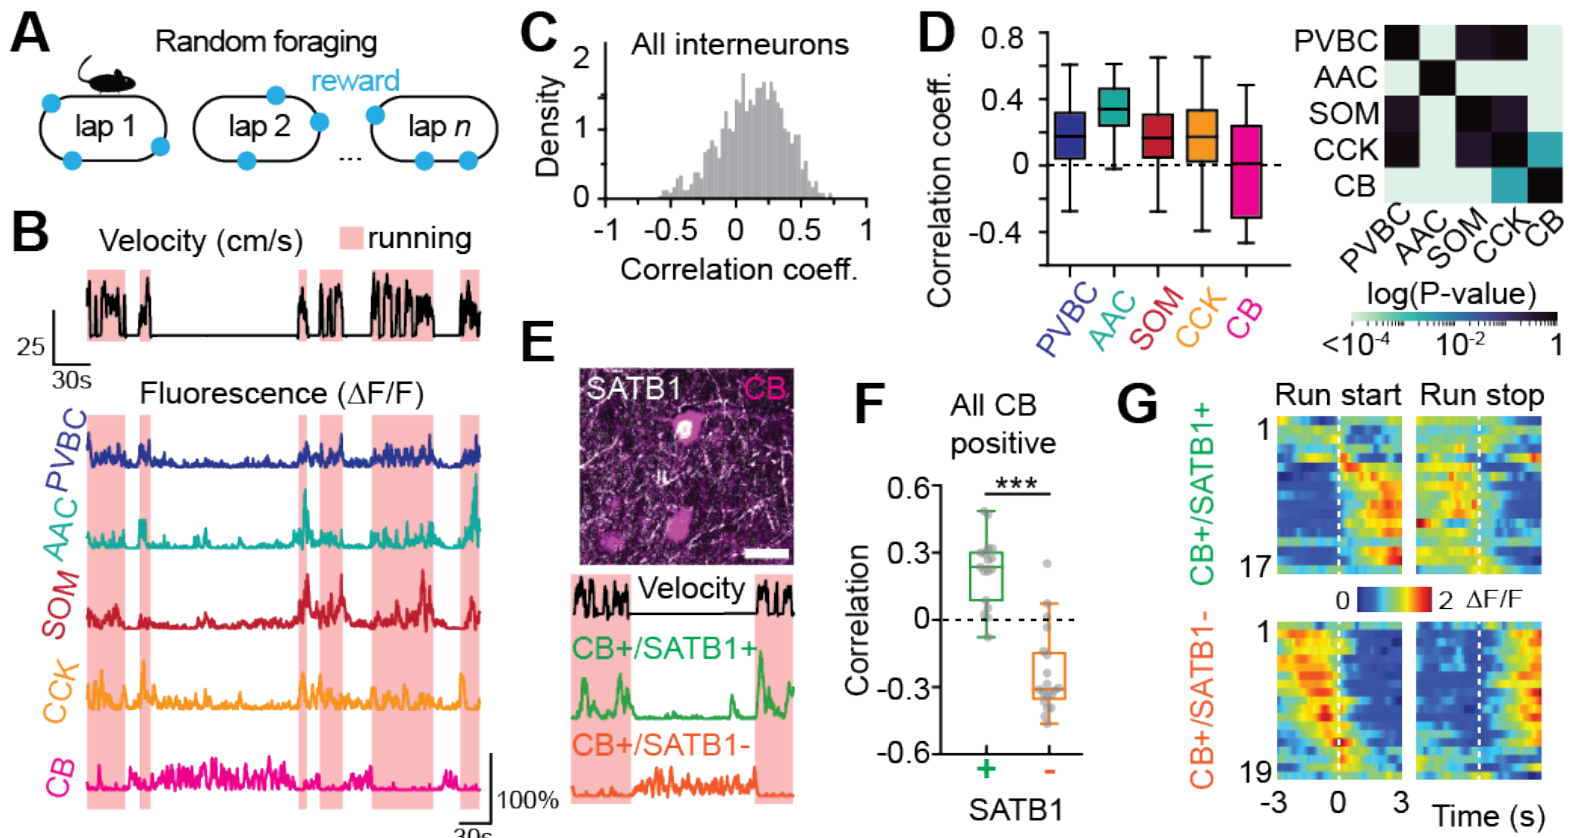 A
Random foraging
reward
lap 1
lap 2
...
lap n
B
Velocity (cm/s)
running
25
30s
Fluorescence (ΔF/F)
PVBC
AAC
SOM
CCK
CB
100%
30s
C
All interneurons
Density
2
1
0
-1
-0.5
0
0.5
1
Correlation coeff.
D
Correlation coeff.
0.8
0.4
0
-0.4
PVBC
AAC
SOM
CCK
CB
PVBC
AAC
SOM
CCK
CB
PVBC
AAC
SOM
CCK
CB
log(P-value)
<10-4
10-2
1
E
SATB1
CB
Velocity
CB+/SATB1+
CB+/SATB1-
F
All CB
positive
***
Correlation
0.6
0.3
0
-0.3
-0.6
+
-
SATB1
G
Run start
Run stop
CB+/SATB1+
1
17
0
2
ΔF/F
CB+/SATB1-
1
19
-3
0
3
Time (s)